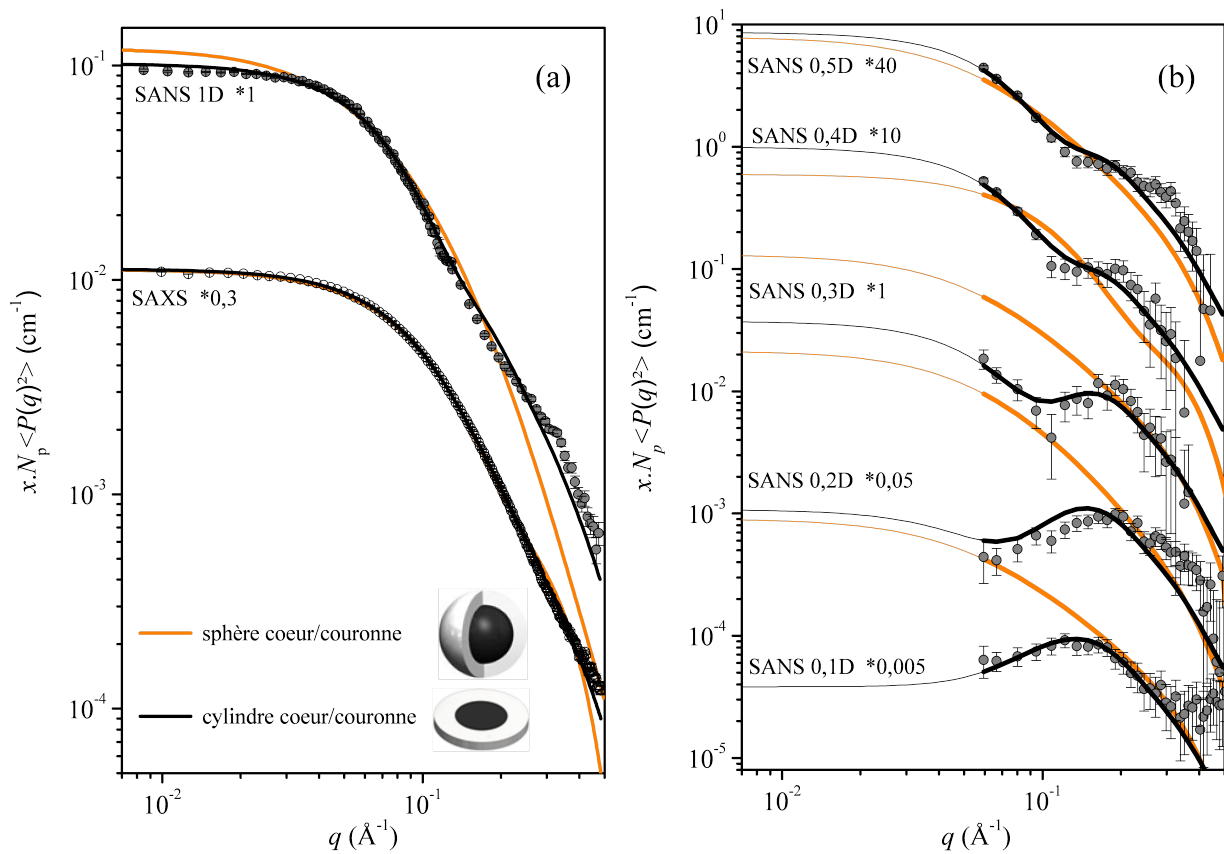 (a)
10⁻¹
10⁻²
10⁻³
10⁻⁴
x.Nₚ <P(q)²> (cm⁻¹)
SANS 1D *1
SAXS *0,3
sphère coeur/couronne
cylindre coeur/couronne
10⁻² 10⁻¹
q (Å⁻¹)
(b)
10¹
10⁰
10⁻¹
10⁻²
10⁻³
10⁻⁴
10⁻⁵
x.Nₚ <P(q)²> (cm⁻¹)
SANS 0,5D *40
SANS 0,4D *10
SANS 0,3D *1
SANS 0,2D *0,05
SANS 0,1D *0,005
10⁻² 10⁻¹
q (Å⁻¹)